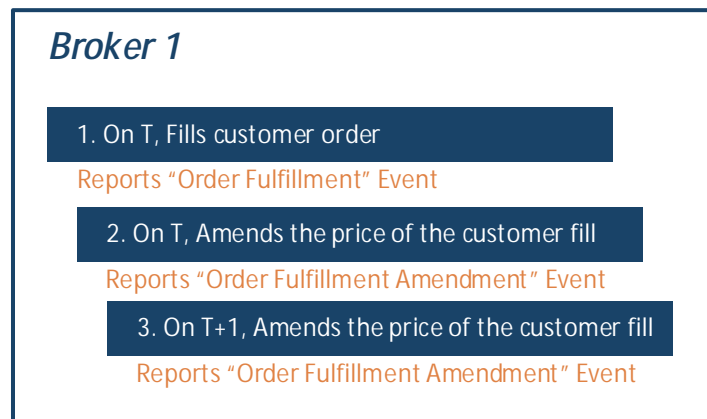 Broker 1
1. On T, Fills customer order
Reports “Order Fulfillment” Event
2. On T, Amends the price of the customer fill
Reports “Order Fulfillment Amendment” Event
3. On T+1, Amends the price of the customer fill
Reports “Order Fulfillment Amendment” Event